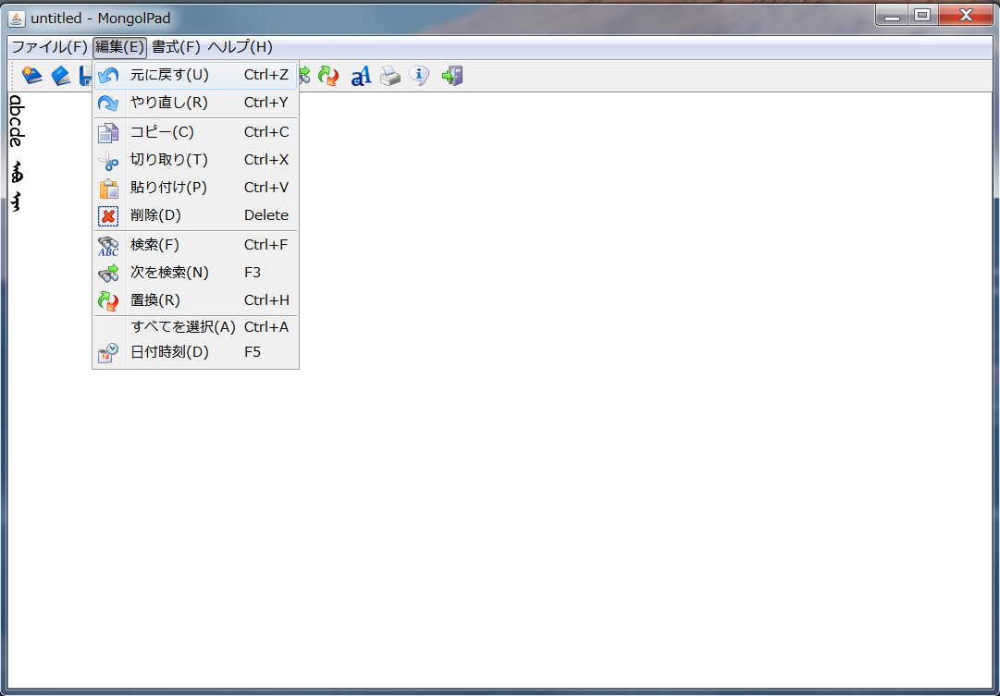 untitled - MongolPad
ファイル(F) 編集(E) 書式(F) ヘルプ(H)
元に戻す(U) Ctrl+Z
やり直し(R) Ctrl+Y
コピー(C) Ctrl+C
切り取り(T) Ctrl+X
貼り付け(P) Ctrl+V
削除(D) Delete
検索(F) Ctrl+F
次を検索(N) F3
置換(R) Ctrl+H
すべてを選択(A) Ctrl+A
日付時刻(D) F5
abcde